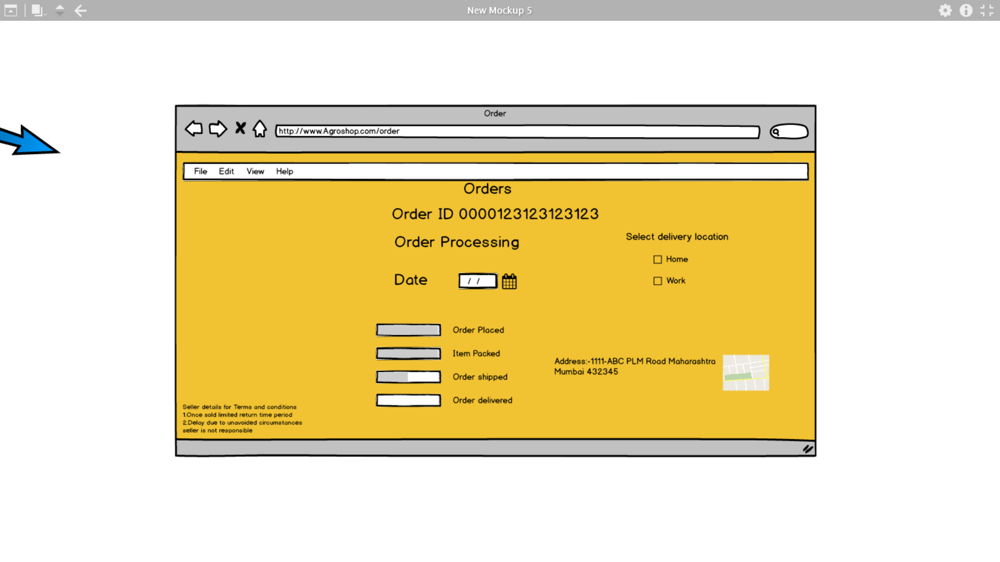 New Mockup 5
Order
http://www.Agroshop.com/order
File Edit View Help
Orders
Order ID 0000123123123123
Order Processing
Select delivery location
Home
Date / /
Work
Order Placed
Item Packed
Order shipped
Order delivered
Address:-1111-ABC PLM Road Maharashtra
Mumbai 432345
Seller details for Terms and conditions
1.Once sold limited return time period
2.Delay due to unavoided circumstances
seller is not responsible